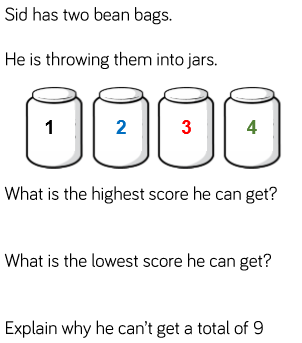 Sid has two bean bags.
He is throwing them into jars.
1 2 3 4
What is the highest score he can get?
What is the lowest score he can get?
Explain why he can't get a total of 9